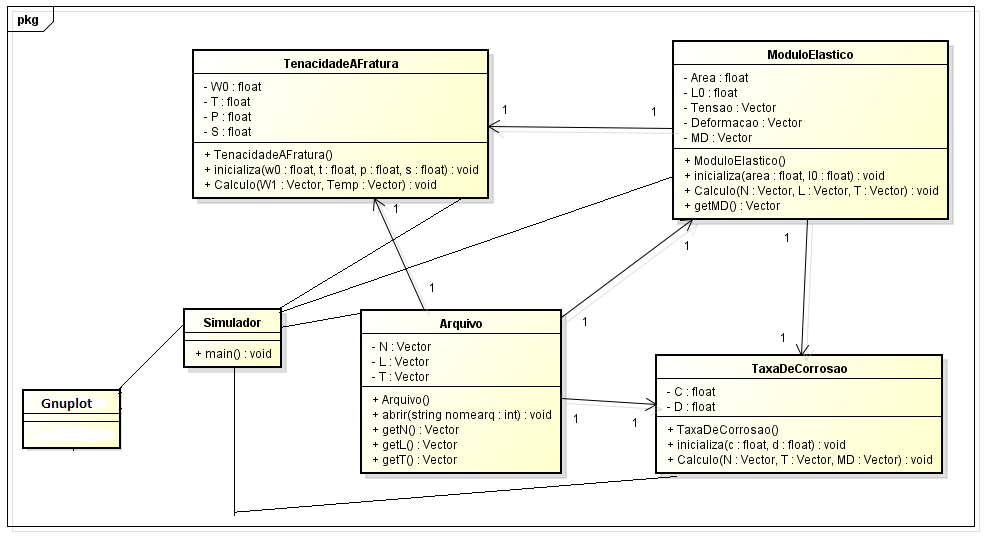 pkg
TenacidadeAFratura
- W0 : float
- T : float
- P : float
- S : float
+ TenacidadeAFratura()
+ inicializa(w0 : float, t : float, p : float, s : float) : void
+ Calculo(W1 : Vector, Temp : Vector) : void
ModuloElastico
- Area : float
- L0 : float
- Tensao : Vector
- Deformacao : Vector
- MD : Vector
+ ModuloElastico()
+ inicializa(area : float, l0 : float) : void
+ Calculo(N : Vector, L : Vector, T : Vector) : void
+ getMD() : Vector
1
1
1
1
1
1
1
1
Simulador
+ main() : void
Gnuplot
Arquivo
- N : Vector
- L : Vector
- T : Vector
+ Arquivo()
+ abrir(string nomearq : int) : void
+ getN() : Vector
+ getL() : Vector
+ getT() : Vector
1
1
TaxaDeCorrosao
- C : float
- D : float
+ TaxaDeCorrosao()
+ inicializa(c : float, d : float) : void
+ Calculo(N : Vector, T : Vector, MD : Vector) : void